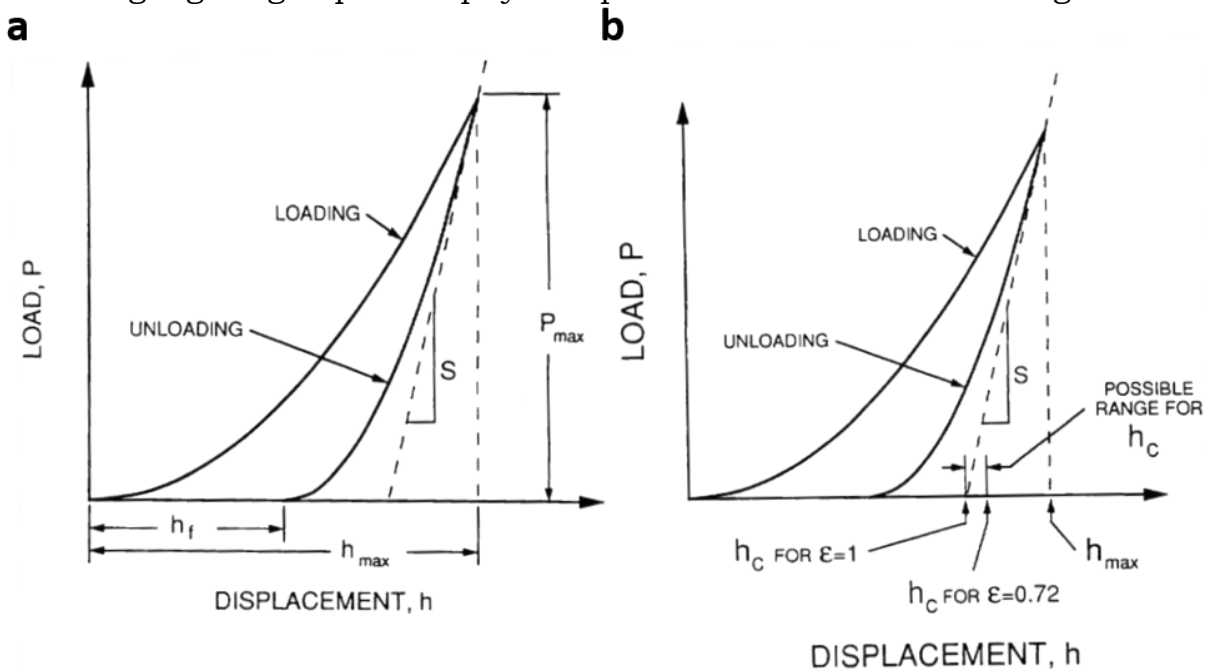 a
b
LOAD, P
LOADING
UNLOADING
S
P max
h f
h max
DISPLACEMENT, h
LOAD, P
LOADING
UNLOADING
S
POSSIBLE
RANGE FOR
h C
h C FOR ε=1
h max
h C FOR ε=0.72
DISPLACEMENT, h